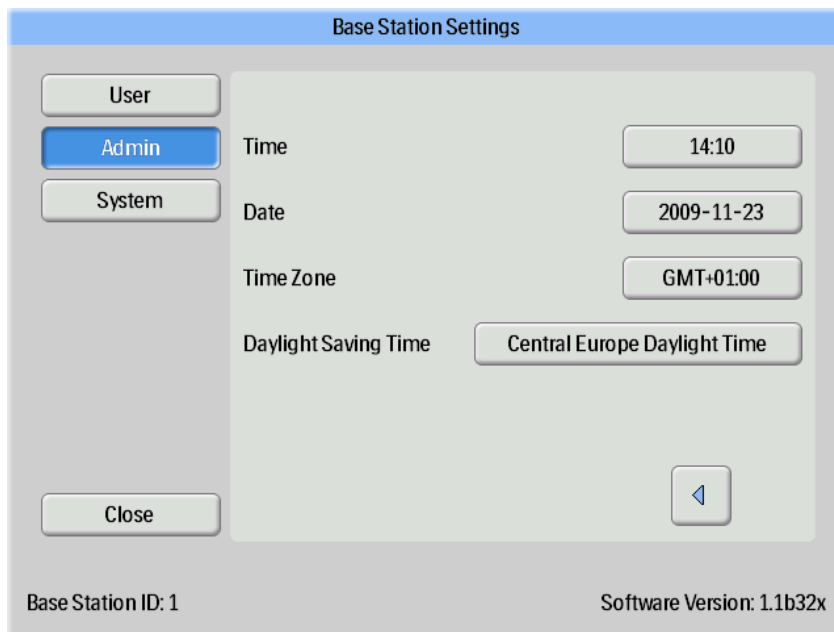 Base Station Settings
User
Admin
System
Time
14:10
Date
2009-11-23
Time Zone
GMT+01:00
Daylight Saving Time
Central Europe Daylight Time
Close
Base Station ID: 1
Software Version: 1.1b32x